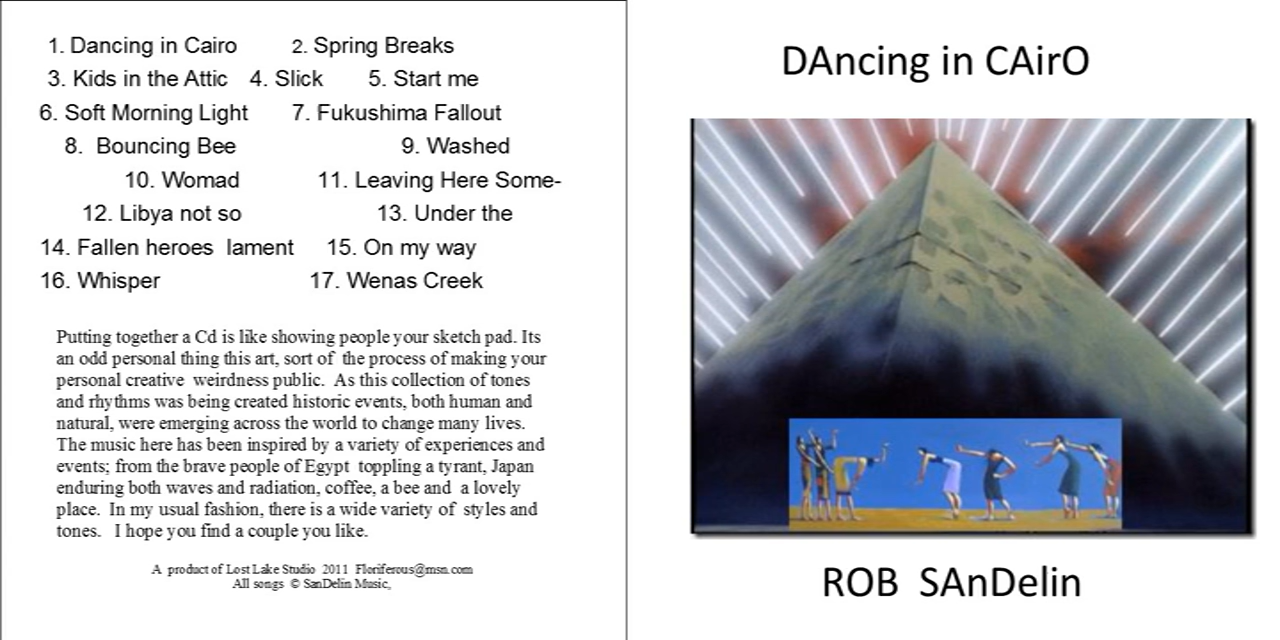 1. Dancing in Cairo 2. Spring Breaks
3. Kids in the Attic 4. Slick 5. Start me
6. Soft Morning Light 7. Fukushima Fallout
8. Bouncing Bee 9. Washed
10. Womad 11. Leaving Here Some-
12. Libya not so 13. Under the
14. Fallen heroes lament 15. On my way
16. Whisper 17. Wenas Creek
Putting together a Cd is like showing people your sketch pad. Its
an odd personal thing this art, sort of the process of making your
personal creative weirdness public. As this collection of tones
and rhythms was being created historic events, both human and
natural, were emerging across the world to change many lives.
The music here has been inspired by a variety of experiences and
events; from the brave people of Egypt toppling a tyrant, Japan
enduring both waves and radiation, coffee, a bee and a lovely
place. In my usual fashion, there is a wide variety of styles and
tones. I hope you find a couple you like.
A product of Lost Lake Studio 2011 Floriferous@msn.com
All songs © SanDelin Music,
DAncing in CAirO
ROB SAnDelin